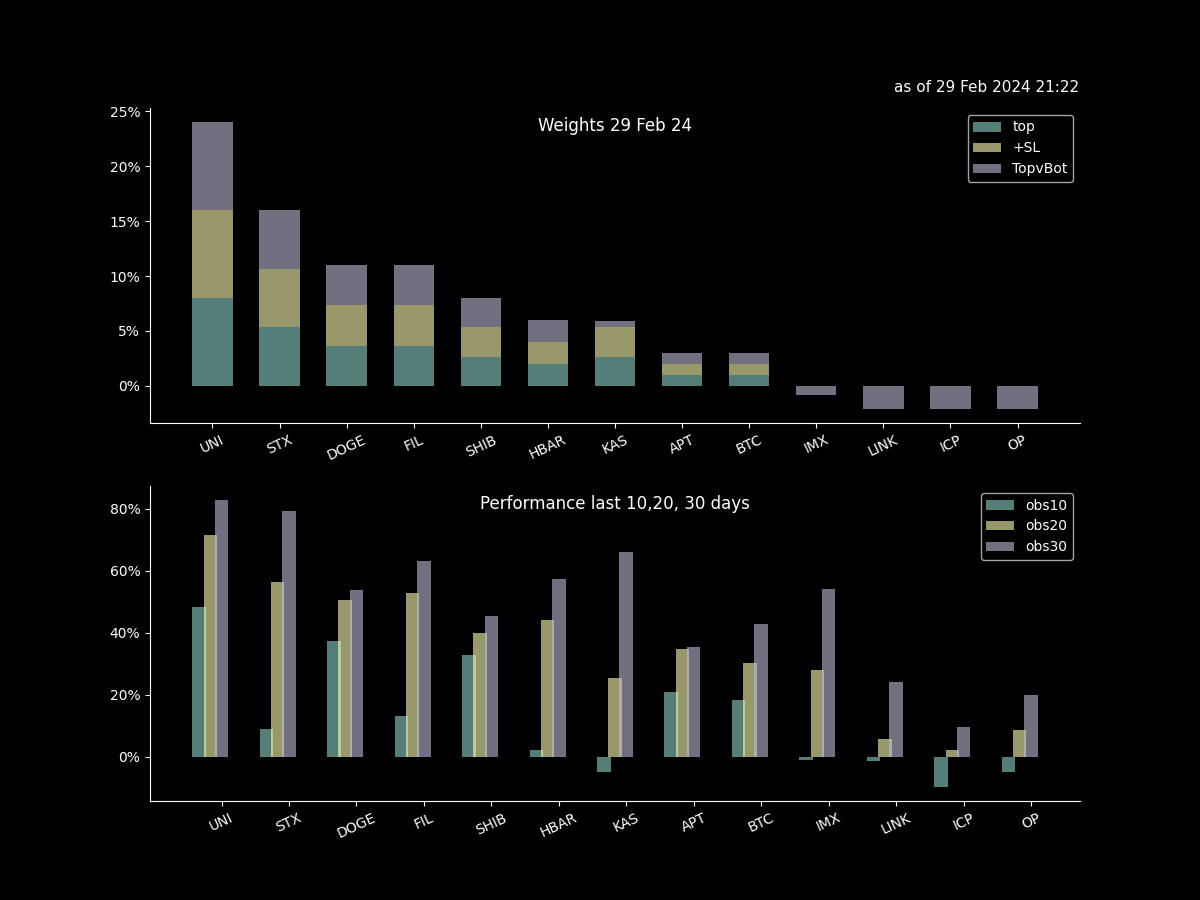 as of 29 Feb 2024 21:22
Weights 29 Feb 24
top
+SL
TopvBot
25%
20%
15%
10%
5%
0%
UNI STX DOGE FIL SHIB HBAR KAS APT BTC IMX LINK ICP OP
Performance last 10,20, 30 days
obs10
obs20
obs30
80%
60%
40%
20%
0%
UNI STX DOGE FIL SHIB HBAR KAS APT BTC IMX LINK ICP OP